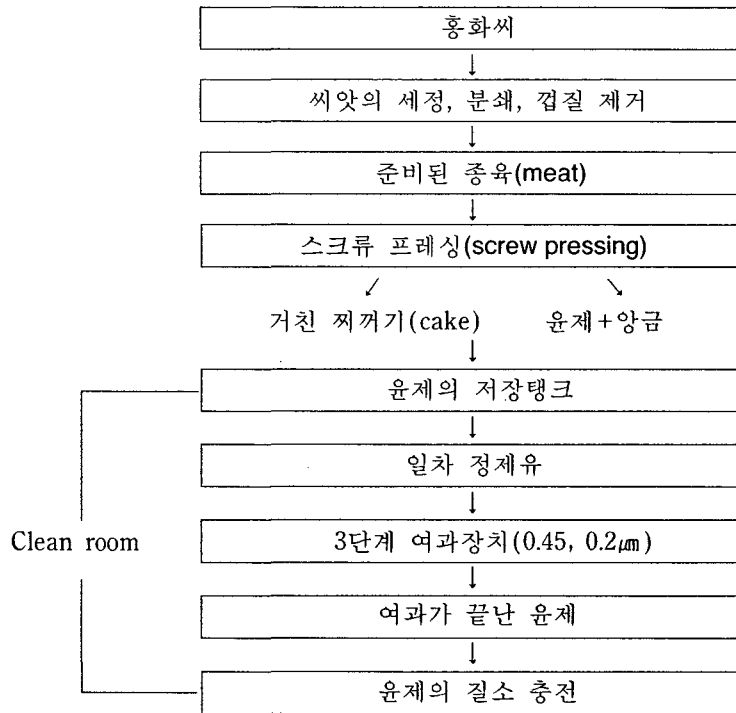 홍화씨
씨앗의 세정, 분쇄, 껍질 제거
준비된 종육(meat)
스크류 프레싱(screw pressing)
거친 찌꺼기(cake) 윤제+앙금
윤제의 저장탱크
일차 정제유
Clean room
3단계 여과장치(0.45, 0.2㎛)
여과가 끝난 윤제
윤제의 질소 충전